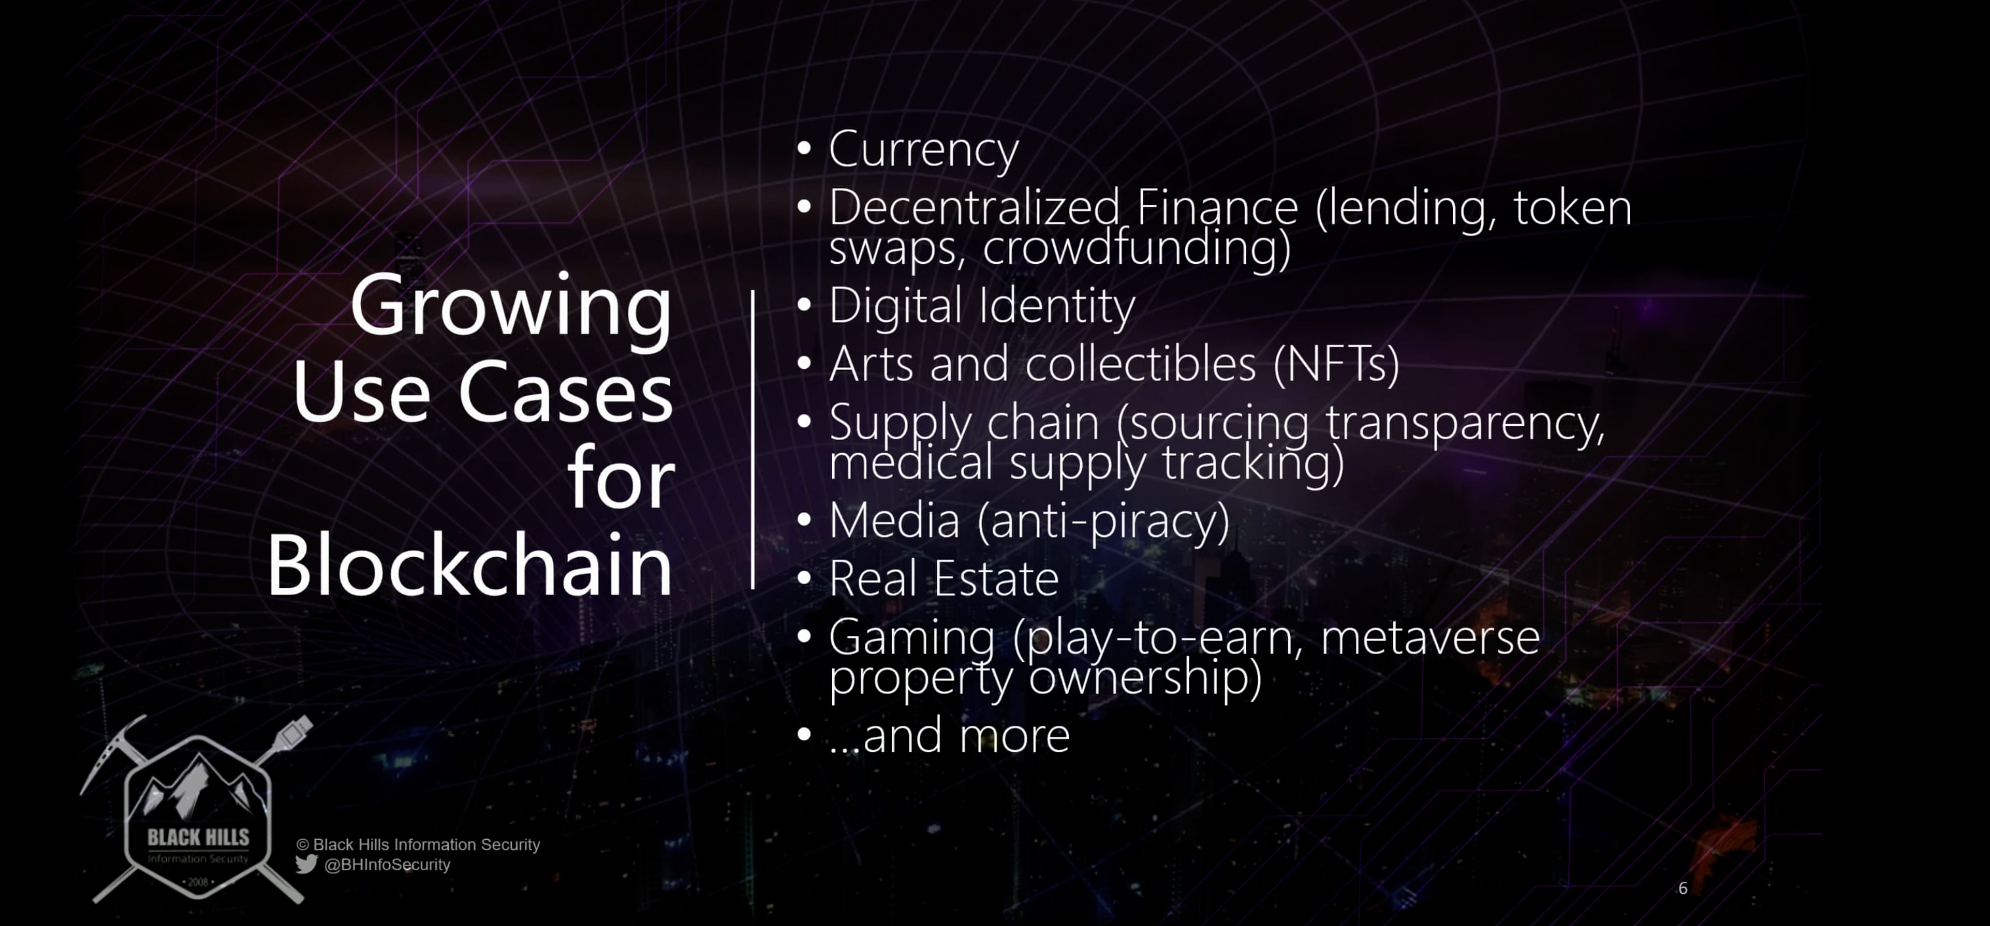 Growing
Use Cases
for
Blockchain
• Currency
• Decentralized Finance (lending, token
swaps, crowdfunding)
• Digital Identity
• Arts and collectibles (NFTs)
• Supply chain (sourcing transparency,
medical supply tracking)
• Media (anti-piracy)
• Real Estate
• Gaming (play-to-earn, metaverse
property ownership)
• ...and more
BLACK HILLS
Information Security
• 2008 •
© Black Hills Information Security
@BHInfoSecurity
6